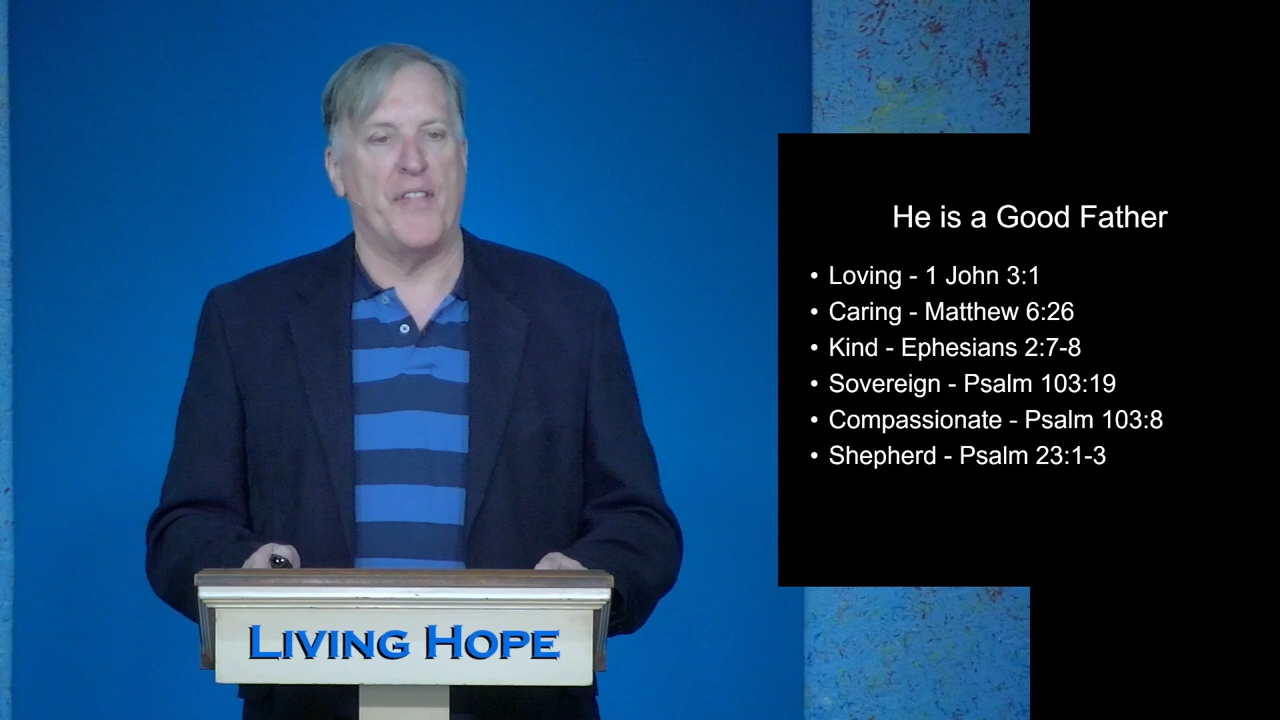 He is a Good Father
• Loving - 1 John 3:1
• Caring - Matthew 6:26
• Kind - Ephesians 2:7-8
• Sovereign - Psalm 103:19
• Compassionate - Psalm 103:8
• Shepherd - Psalm 23:1-3
LIVING HOPE